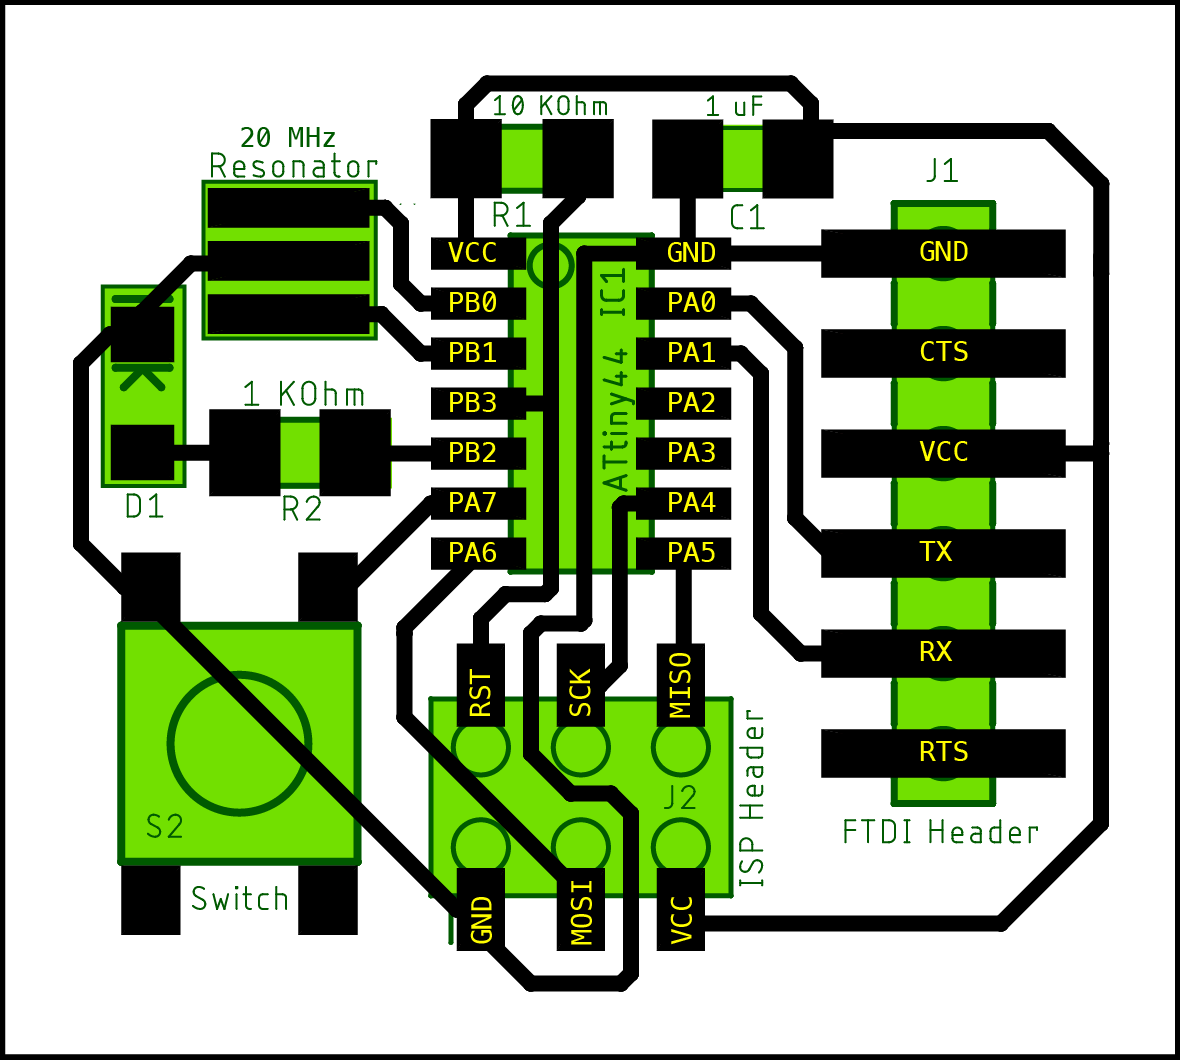 10 KOhm
1 uF
20 MHz
Resonator
J1
R1
C1
VCC
GND
GND
PB0
IC1
PA0
PB1
ATtiny44
PA1
CTS
1 KOhm
PB3
PA2
PB2
PA3
VCC
D1
R2
PA7
PA4
PA6
PA5
TX
RST
SCK
MISO
RX
RTS
J2
S2
ISP Header
FTDI Header
Switch
GND
MOSI
VCC